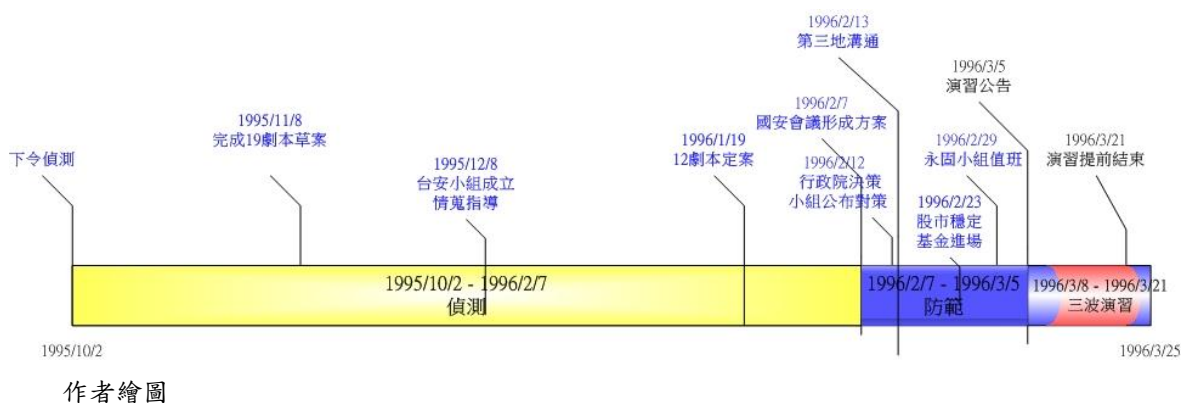 下令偵測
1995/11/8
完成19劇本草案
1995/12/8
台安小組成立
情蒐指導
1996/1/19
12劇本定案
1996/2/7
國安會議形成方案
1996/2/12
行政院決策
小組公布對策
1996/2/13
第三地溝通
1996/2/23
股市穩定
基金進場
1996/2/29
永固小組值班
1996/3/5
演習公告
1996/3/21
演習提前結束
1995/10/2 - 1996/2/7
偵測
1996/2/7 - 1996/3/5
防範
1996/3/8 - 1996/3/21
三波演習
1995/10/2
1996/3/25
作者繪圖